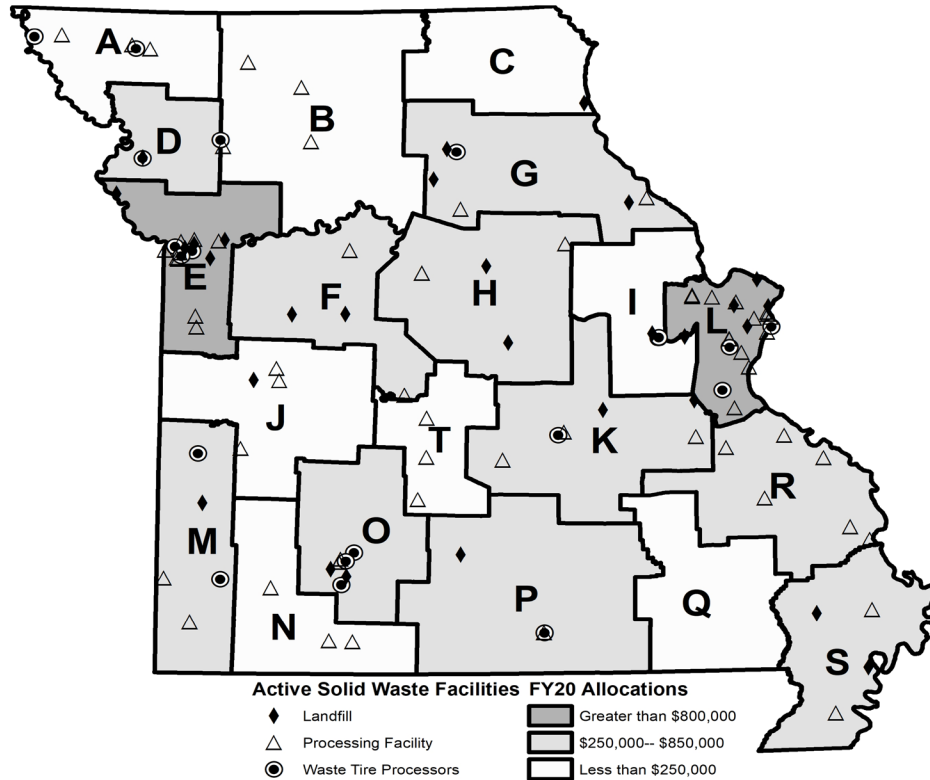 A
B
C
D
G
E
F
H
I
L
J
T
K
R
M
O
N
P
Q
S
Active Solid Waste Facilities FY20 Allocations
Landfill Greater than $800,000
Processing Facility $250,000-- $850,000
Waste Tire Processors Less than $250,000